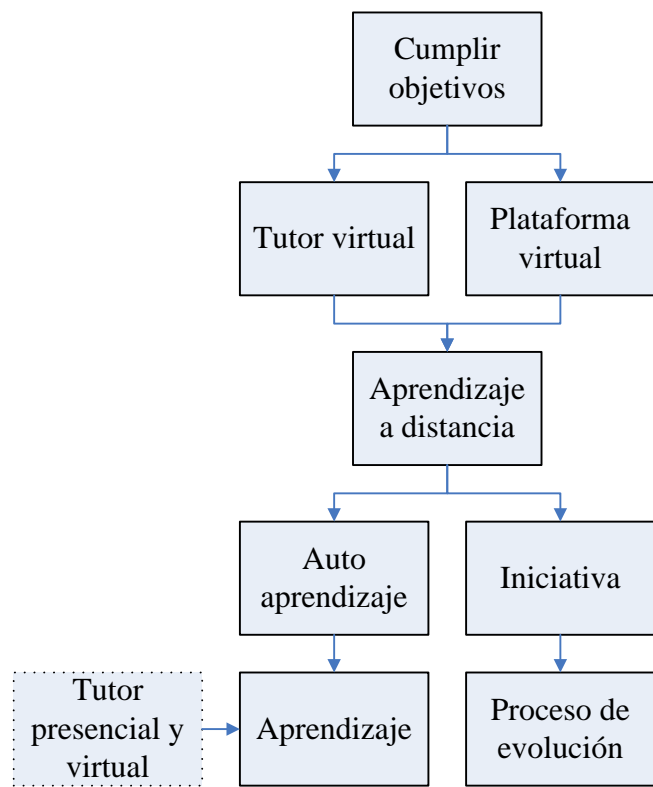 Cumplir
objetivos
Tutor virtual
Plataforma
virtual
Aprendizaje
a distancia
Auto
aprendizaje
Iniciativa
Tutor
presencial y
virtual
Aprendizaje
Proceso de
evolución